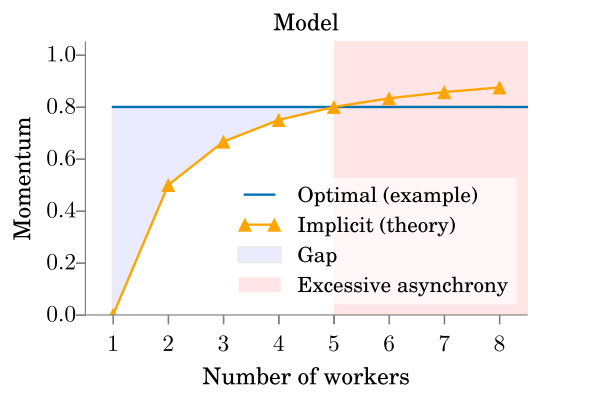 Model
1.0
0.8
0.6
0.4
0.2
0.0
Momentum
Optimal (example)
Implicit (theory)
Gap
Excessive asynchrony
1 2 3 4 5 6 7 8
Number of workers